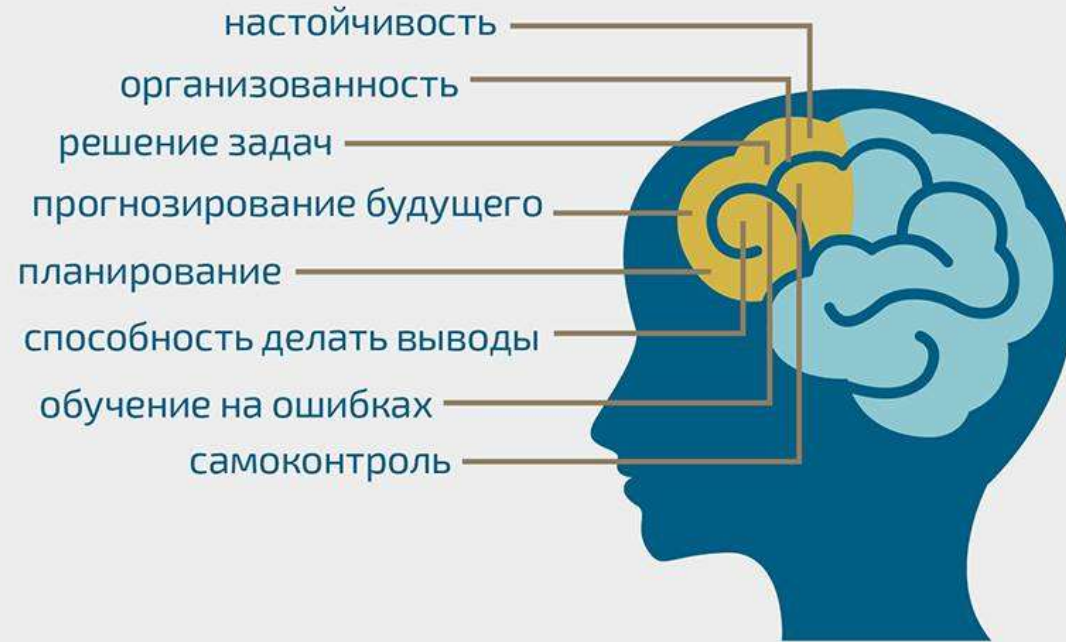 настойчивость
организованность
решение задач
прогнозирование будущего
планирование
способность делать выводы
обучение на ошибках
самоконтроль